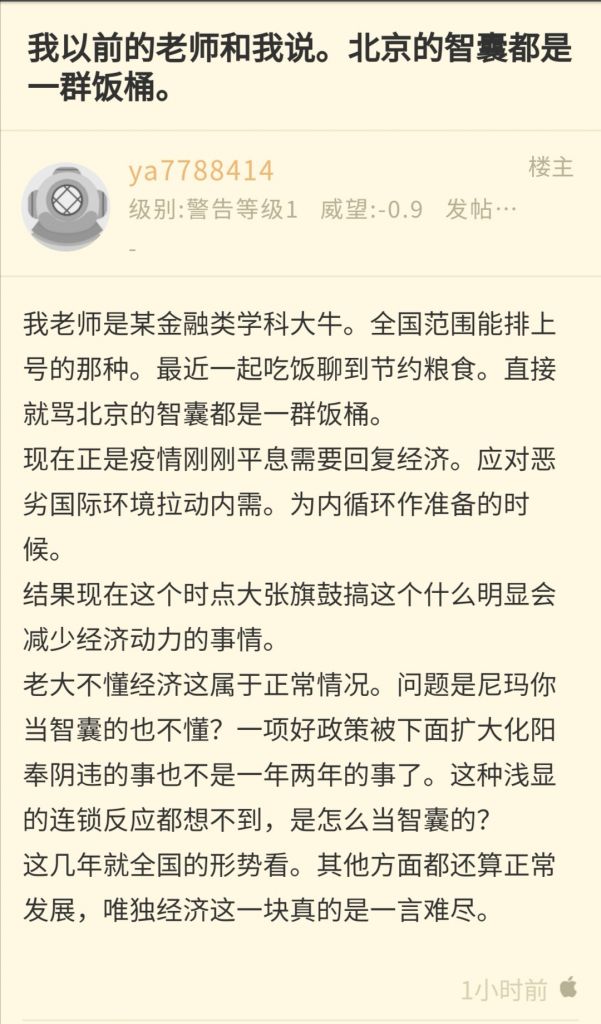 我以前的老师和我说。北京的智囊都是
一群饭桶。
ya7788414
楼主
级别:警告等级1 威望:-0.9 发帖…
-
我老师是某金融类学科大牛。全国范围能排上
号的那种。最近一起吃饭聊到节约粮食。直接
就骂北京的智囊都是一群饭桶。
现在正是疫情刚刚平息需要回复经济。应对恶
劣国际环境拉动内需。为内循环作准备的时
候。
结果现在这个时点大张旗鼓搞这个什么明显会
减少经济动力的事情。
老大不懂经济这属于正常情况。问题是尼玛你
当智囊的也不懂？一项好政策被下面扩大化阳
奉阴违的事也不是一年两年的事了。这种浅显
的连锁反应都想不到，是怎么当智囊的？
这几年就全国的形势看。其他方面都还算正常
发展，唯独经济这一块真的是一言难尽。
1小时前